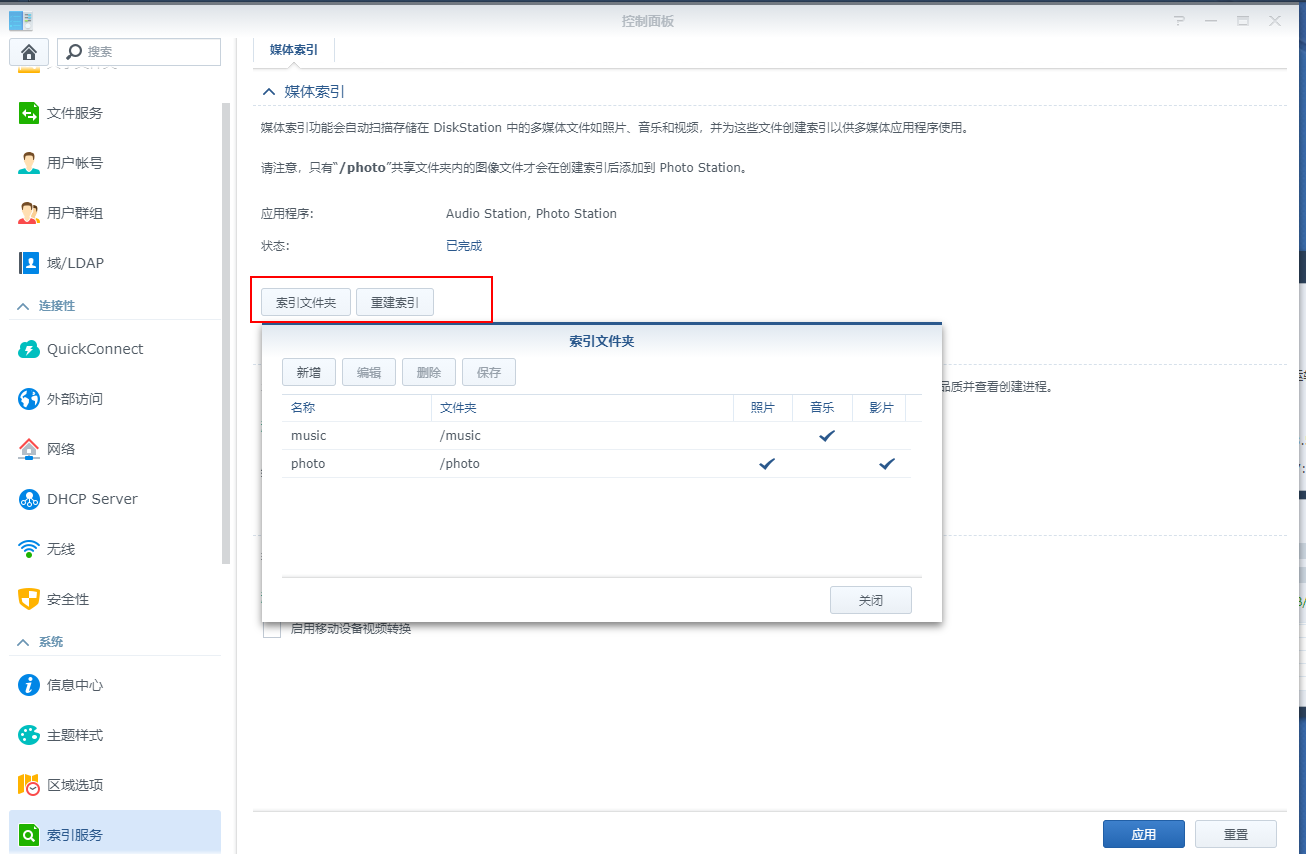 控制面板
搜索
文件服务
用户帐号
用户群组
域/LDAP
连接性
QuickConnect
外部访问
网络
DHCP Server
无线
安全性
系统
信息中心
主题样式
区域选项
索引服务
媒体索引
媒体索引
媒体索引功能会自动扫描存储在 DiskStation 中的多媒体文件如照片、音乐和视频，并为这些文件创建索引以供多媒体应用程序使用。
请注意，只有“/photo”共享文件夹内的图像文件才会在创建索引后添加到 Photo Station。
应用程序: Audio Station, Photo Station
状态: 已完成
索引文件夹 重建索引
索引文件夹
新增 编辑 删除 保存
名称 文件夹 照片 音乐 影片
music /music
photo /photo
关闭
品质并查看创建进程。
启用移动设备视频转换
应用 重置